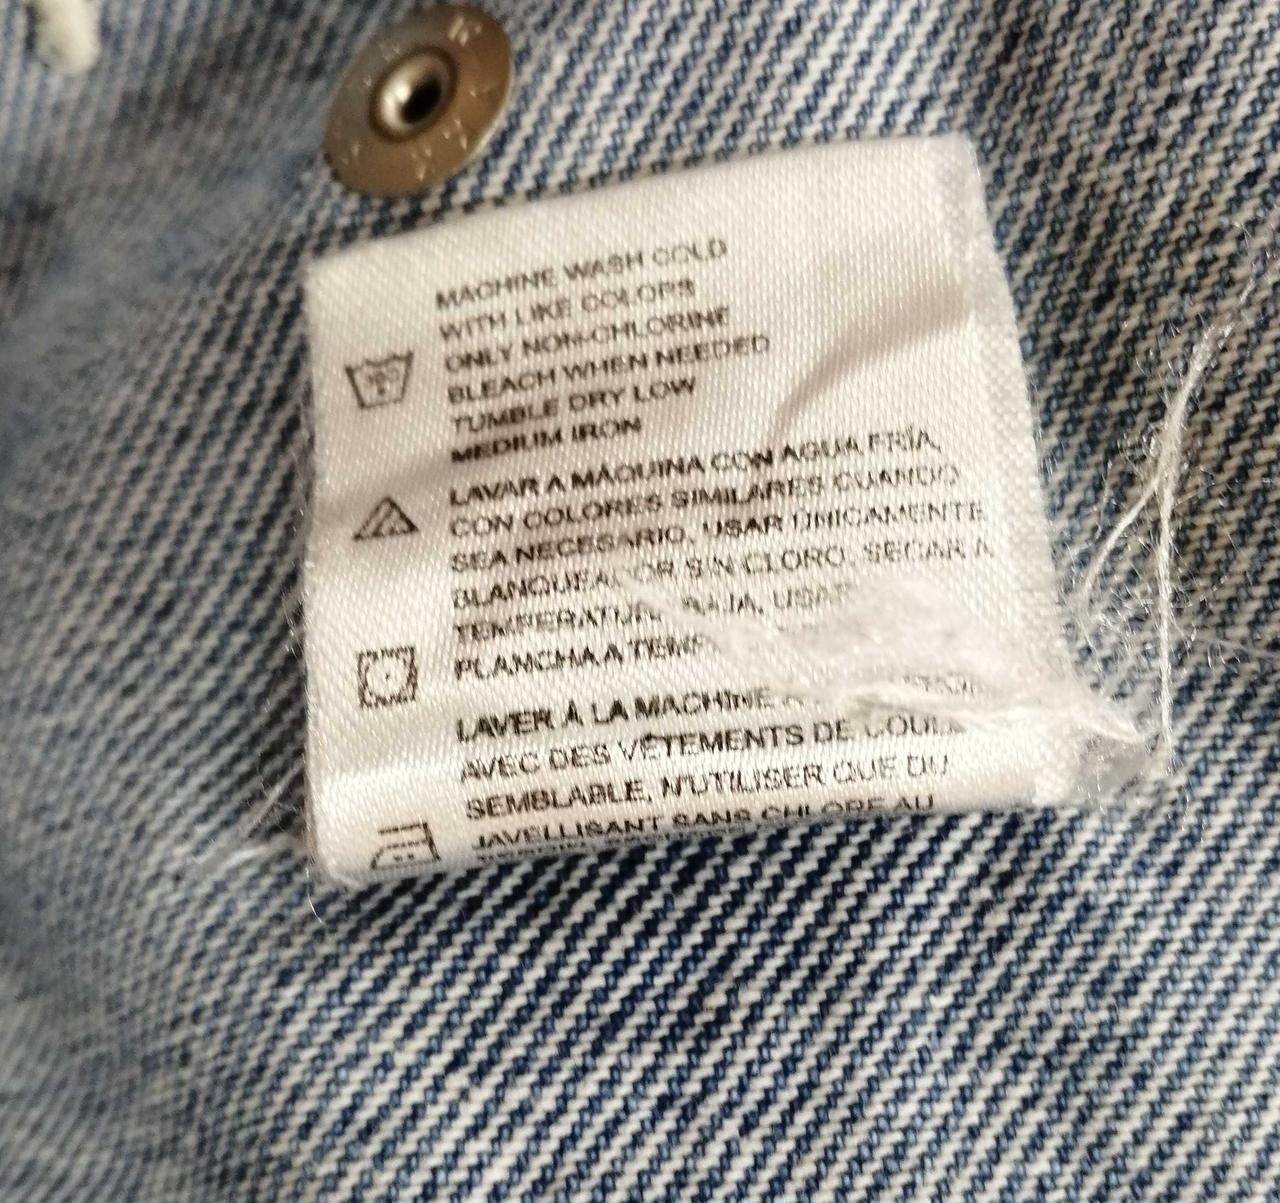 MACHINE WASH COLD
WITH LIKE COLORS
ONLY NON-CHLORINE
BLEACH WHEN NEEDED
TUMBLE DRY LOW
MEDIUM IRON
LAVAR A MÁQUINA CON AGUA FRÍA,
CON COLORES SIMILARES CUANDO
SEA NECESARIO, USAR ÚNICAMENTE
SIN CLORO, SECAR A
PLANCHA A
LAVER À LA MACHINE
AVEC DES VÊTEMENTS DE
SEMBLABLE, N'UTILISER QUE DU
JAVELLISANT SANS CHLORE AU